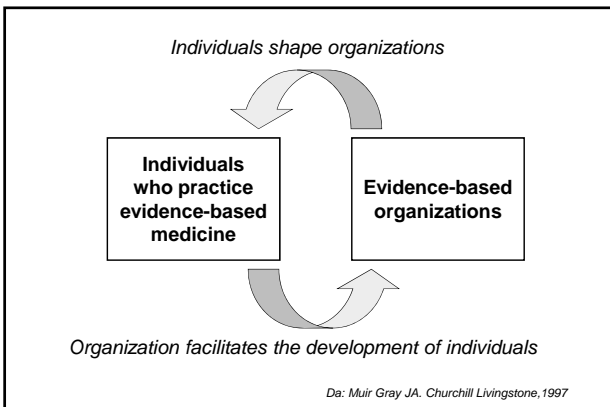 Individuals shape organizations
Individuals
who practice
evidence-based
medicine
Evidence-based
organizations
Organization facilitates the development of individuals
Da: Muir Gray JA. Churchill Livingstone,1997